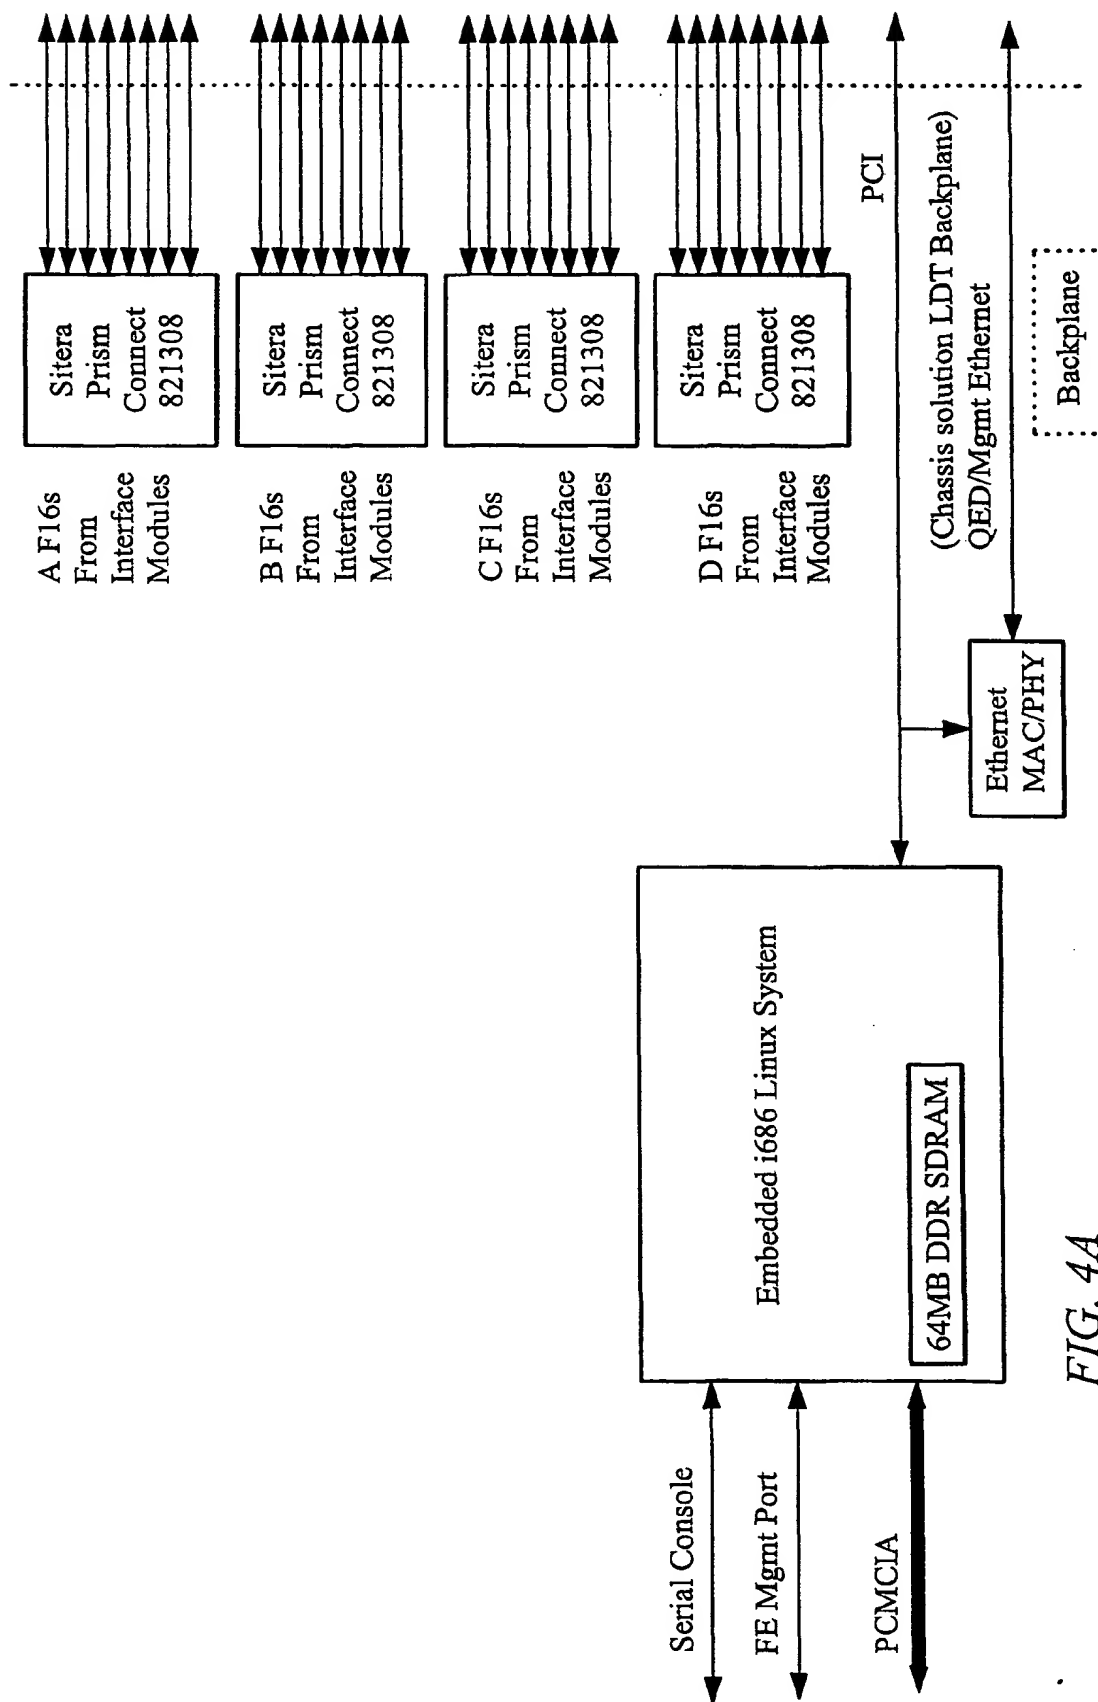 A F16s
From
Interface
Modules
Sitera
Prism
Connect
821308
B F16s
From
Interface
Modules
Sitera
Prism
Connect
821308
C F16s
From
Interface
Modules
Sitera
Prism
Connect
821308
D F16s
From
Interface
Modules
Sitera
Prism
Connect
821308
PCI
(Chassis solution LDT Backplane)
QED/Mgmt Ethernet
Backplane
Ethernet
MAC/PHY
Embedded i686 Linux System
64MB DDR SDRAM
Serial Console
FE Mgmt Port
PCMCIA
FIG. 4A